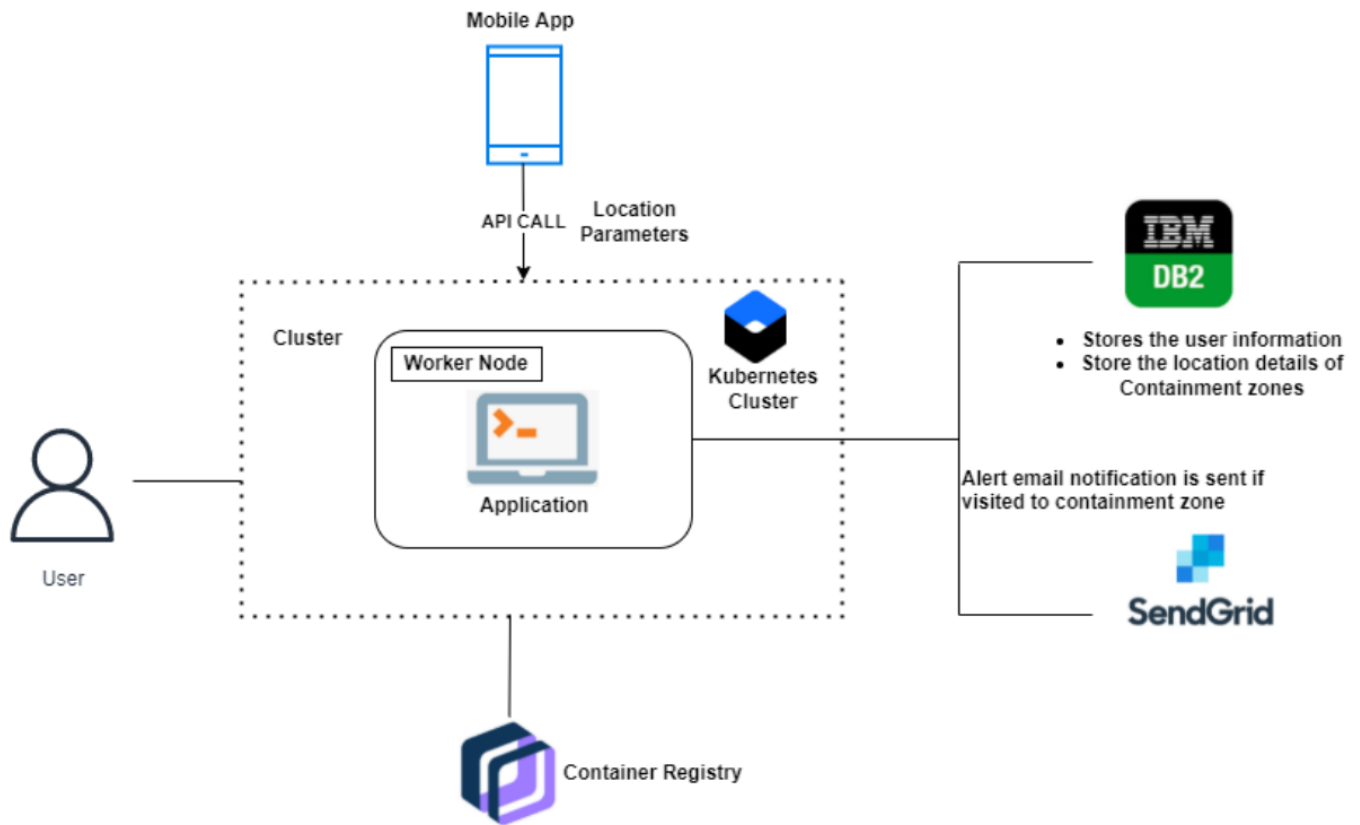 Mobile App
API CALL
Location
Parameters
Cluster
Worker Node
Application
Kubernetes
Cluster
User
IBM
DB2
• Stores the user information
• Store the location details of
Containment zones
Alert email notification is sent if
visited to containment zone
SendGrid
Container Registry